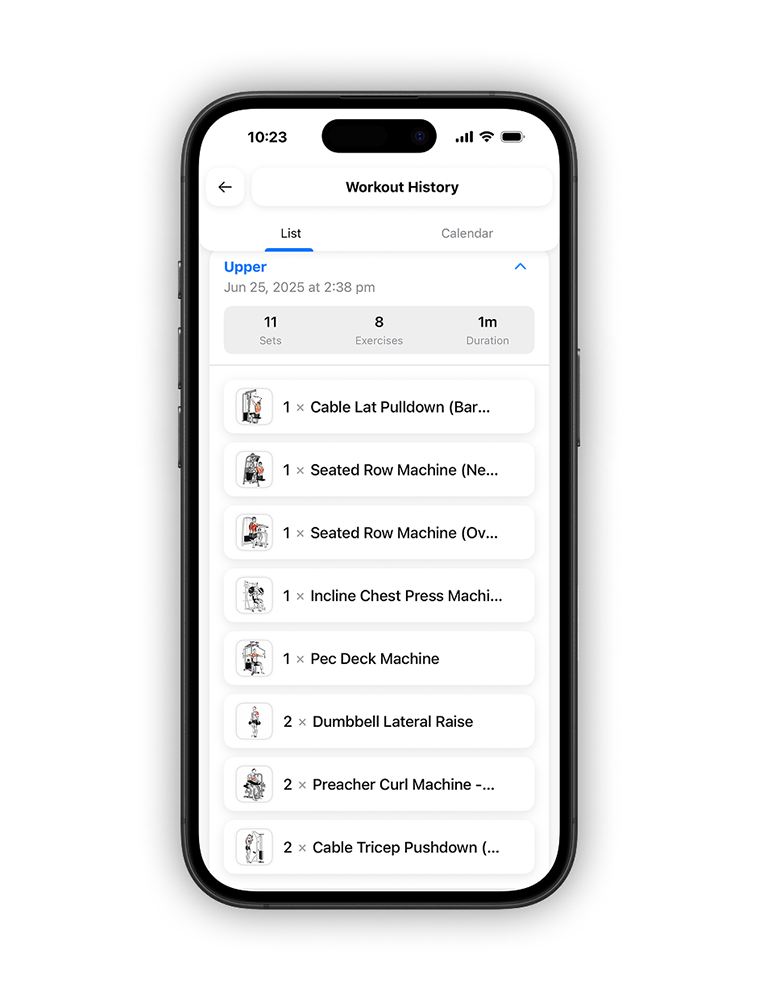 10:23
Workout History
List Calendar
Upper
Jun 25, 2025 at 2:38 pm
11 8 1m
Sets Exercises Duration
1 × Cable Lat Pulldown (Bar...
1 × Seated Row Machine (Ne...
1 × Seated Row Machine (Ov...
1 × Incline Chest Press Machi...
1 × Pec Deck Machine
2 × Dumbbell Lateral Raise
2 × Preacher Curl Machine -...
2 × Cable Tricep Pushdown (...